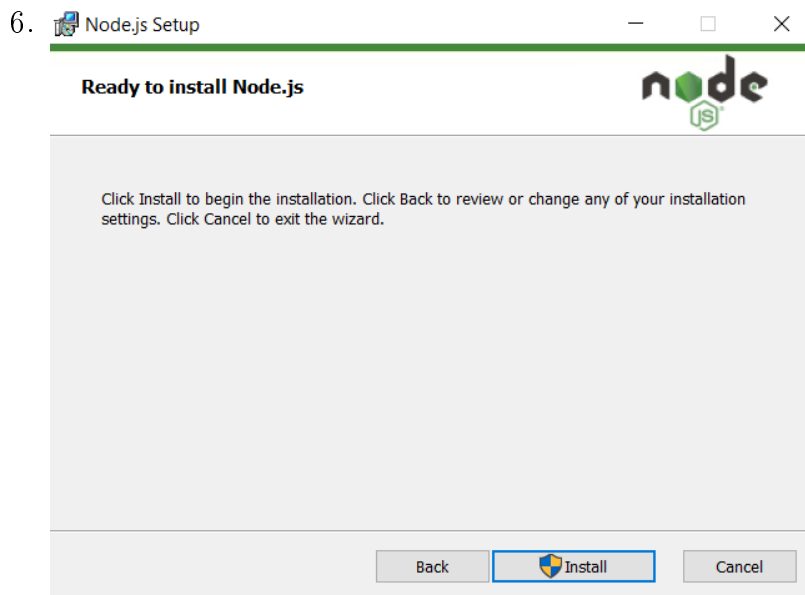 6.
Node.js Setup
Ready to install Node.js
node
JS
Click Install to begin the installation. Click Back to review or change any of your installation
settings. Click Cancel to exit the wizard.
Back
Install
Cancel